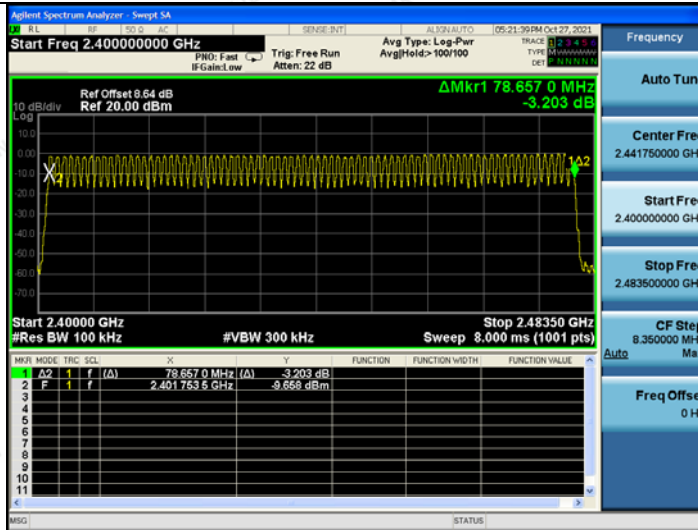 Agilent Spectrum Analyzer - Swept SA
RL RF 50 Ω AC SENSE:INT ALIGNAUTO 05:21:39 PM Oct 27, 2021
Start Freq 2.400000000 GHz
PNO: Fast
IFGain:Low
Trig: Free Run
Atten: 22 dB
Avg Type: Log-Pwr
Avg|Hold:>100/100
TRACE 1 2 3 4 5 6
TYPE M
DET P N N N N N
Ref Offset 8.64 dB
10 dB/div Ref 20.00 dBm
Log
ΔMkr1 78.657 0 MHz
-3.203 dB
10.0
0.00
-10.0
-20.0
-30.0
-40.0
-50.0
-60.0
-70.0
2
1Δ2
Start 2.40000 GHz
#Res BW 100 kHz
#VBW 300 kHz
Stop 2.48350 GHz
Sweep 8.000 ms (1001 pts)
MKR MODE TRC SCL X Y FUNCTION FUNCTION WIDTH FUNCTION VALUE
1 Δ2 1 f (Δ) 78.657 0 MHz (Δ) -3.203 dB
2 F 1 f 2.401 753 5 GHz -9.658 dBm
3
4
5
6
7
8
9
10
11
MSG STATUS
Frequency
Auto Tun
Center Fre
2.441750000 GH
Start Fre
2.400000000 GH
Stop Fre
2.483500000 GH
CF Step
8.350000 MH
Auto Ma
Freq Offse
0 H